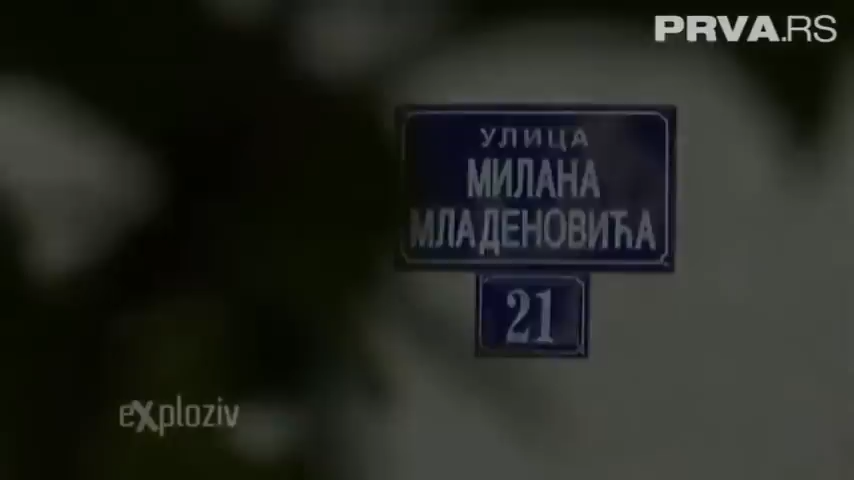 PRVA.RS
УЛИЦА
МИЛАНА
МЛАДЕНОВИЋА
21
exploziv